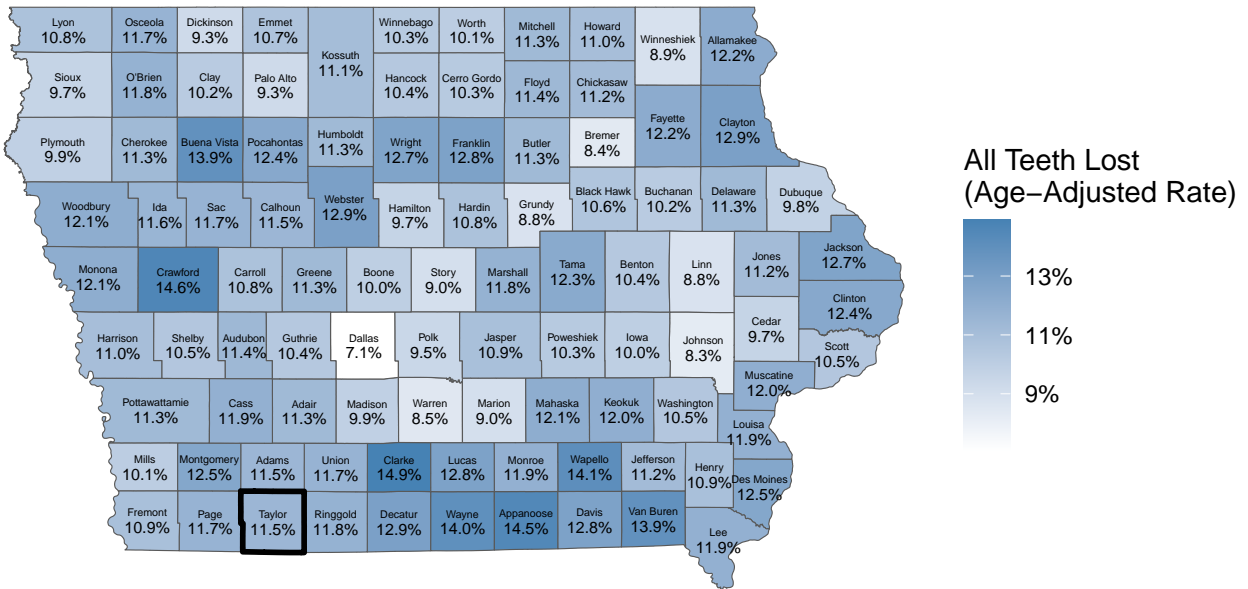 Lyon
10.8%
Osceola
11.7%
Dickinson
9.3%
Emmet
10.7%
Kossuth
11.1%
Winnebago
10.3%
Worth
10.1%
Mitchell
11.3%
Howard
11.0%
Winneshiek
8.9%
Allamakee
12.2%
Sioux
9.7%
O'Brien
11.8%
Clay
10.2%
Palo Alto
9.3%
Hancock
10.4%
Cerro Gordo
10.3%
Floyd
11.4%
Chickasaw
11.2%
Fayette
12.2%
Clayton
12.9%
Plymouth
9.9%
Cherokee
11.3%
Buena Vista
13.9%
Pocahontas
12.4%
Humboldt
11.3%
Wright
12.7%
Franklin
12.8%
Butler
11.3%
Bremer
8.4%
Woodbury
12.1%
Ida
11.6%
Sac
11.7%
Calhoun
11.5%
Webster
12.9%
Hamilton
9.7%
Hardin
10.8%
Grundy
8.8%
Black Hawk
10.6%
Buchanan
10.2%
Delaware
11.3%
Dubuque
9.8%
Monona
12.1%
Crawford
14.6%
Carroll
10.8%
Greene
11.3%
Boone
10.0%
Story
9.0%
Marshall
11.8%
Tama
12.3%
Benton
10.4%
Linn
8.8%
Jones
11.2%
Jackson
12.7%
Clinton
12.4%
Harrison
11.0%
Shelby
10.5%
Audubon
11.4%
Guthrie
10.4%
Dallas
7.1%
Polk
9.5%
Jasper
10.9%
Poweshiek
10.3%
Iowa
10.0%
Johnson
8.3%
Cedar
9.7%
Scott
10.5%
Muscatine
12.0%
Pottawattamie
11.3%
Cass
11.9%
Adair
11.3%
Madison
9.9%
Warren
8.5%
Marion
9.0%
Mahaska
12.1%
Keokuk
12.0%
Washington
10.5%
Louisa
11.9%
Mills
10.1%
Montgomery
12.5%
Adams
11.5%
Union
11.7%
Clarke
14.9%
Lucas
12.8%
Monroe
11.9%
Wapello
14.1%
Jefferson
11.2%
Henry
10.9%
Des Moines
12.5%
Fremont
10.9%
Page
11.7%
Taylor
11.5%
Ringgold
11.8%
Decatur
12.9%
Wayne
14.0%
Appanoose
14.5%
Davis
12.8%
Van Buren
13.9%
Lee
11.9%
All Teeth Lost
(Age−Adjusted Rate)
13%
11%
9%